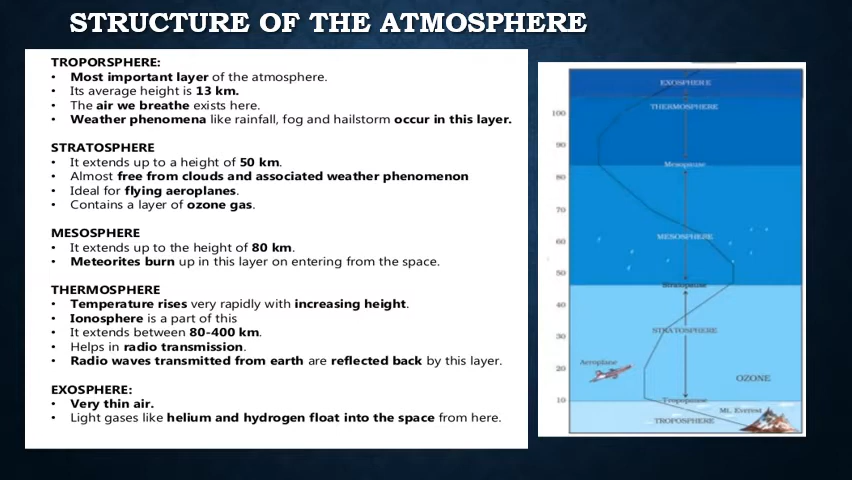 STRUCTURE OF THE ATMOSPHERE
TROPORSPHERE:
• Most important layer of the atmosphere.
• Its average height is 13 km.
• The air we breathe exists here.
• Weather phenomena like rainfall, fog and hailstorm occur in this layer.
STRATOSPHERE
• It extends up to a height of 50 km.
• Almost free from clouds and associated weather phenomenon
• Ideal for flying aeroplanes.
• Contains a layer of ozone gas.
MESOSPHERE
• It extends up to the height of 80 km.
• Meteorites burn up in this layer on entering from the space.
THERMOSPHERE
• Temperature rises very rapidly with increasing height.
• Ionosphere is a part of this
• It extends between 80-400 km.
• Helps in radio transmission.
• Radio waves transmitted from earth are reflected back by this layer.
EXOSPHERE:
• Very thin air.
• Light gases like helium and hydrogen float into the space from here.
EXOSPHERE
THERMOSPHERE
100
90
Mesopause
80
70
MESOSPHERE
60
50
Stratopause
40
STRATOSPHERE
30
Aeroplane
20
OZONE
10
Tropopause
Mt. Everest
TROPOSPHERE